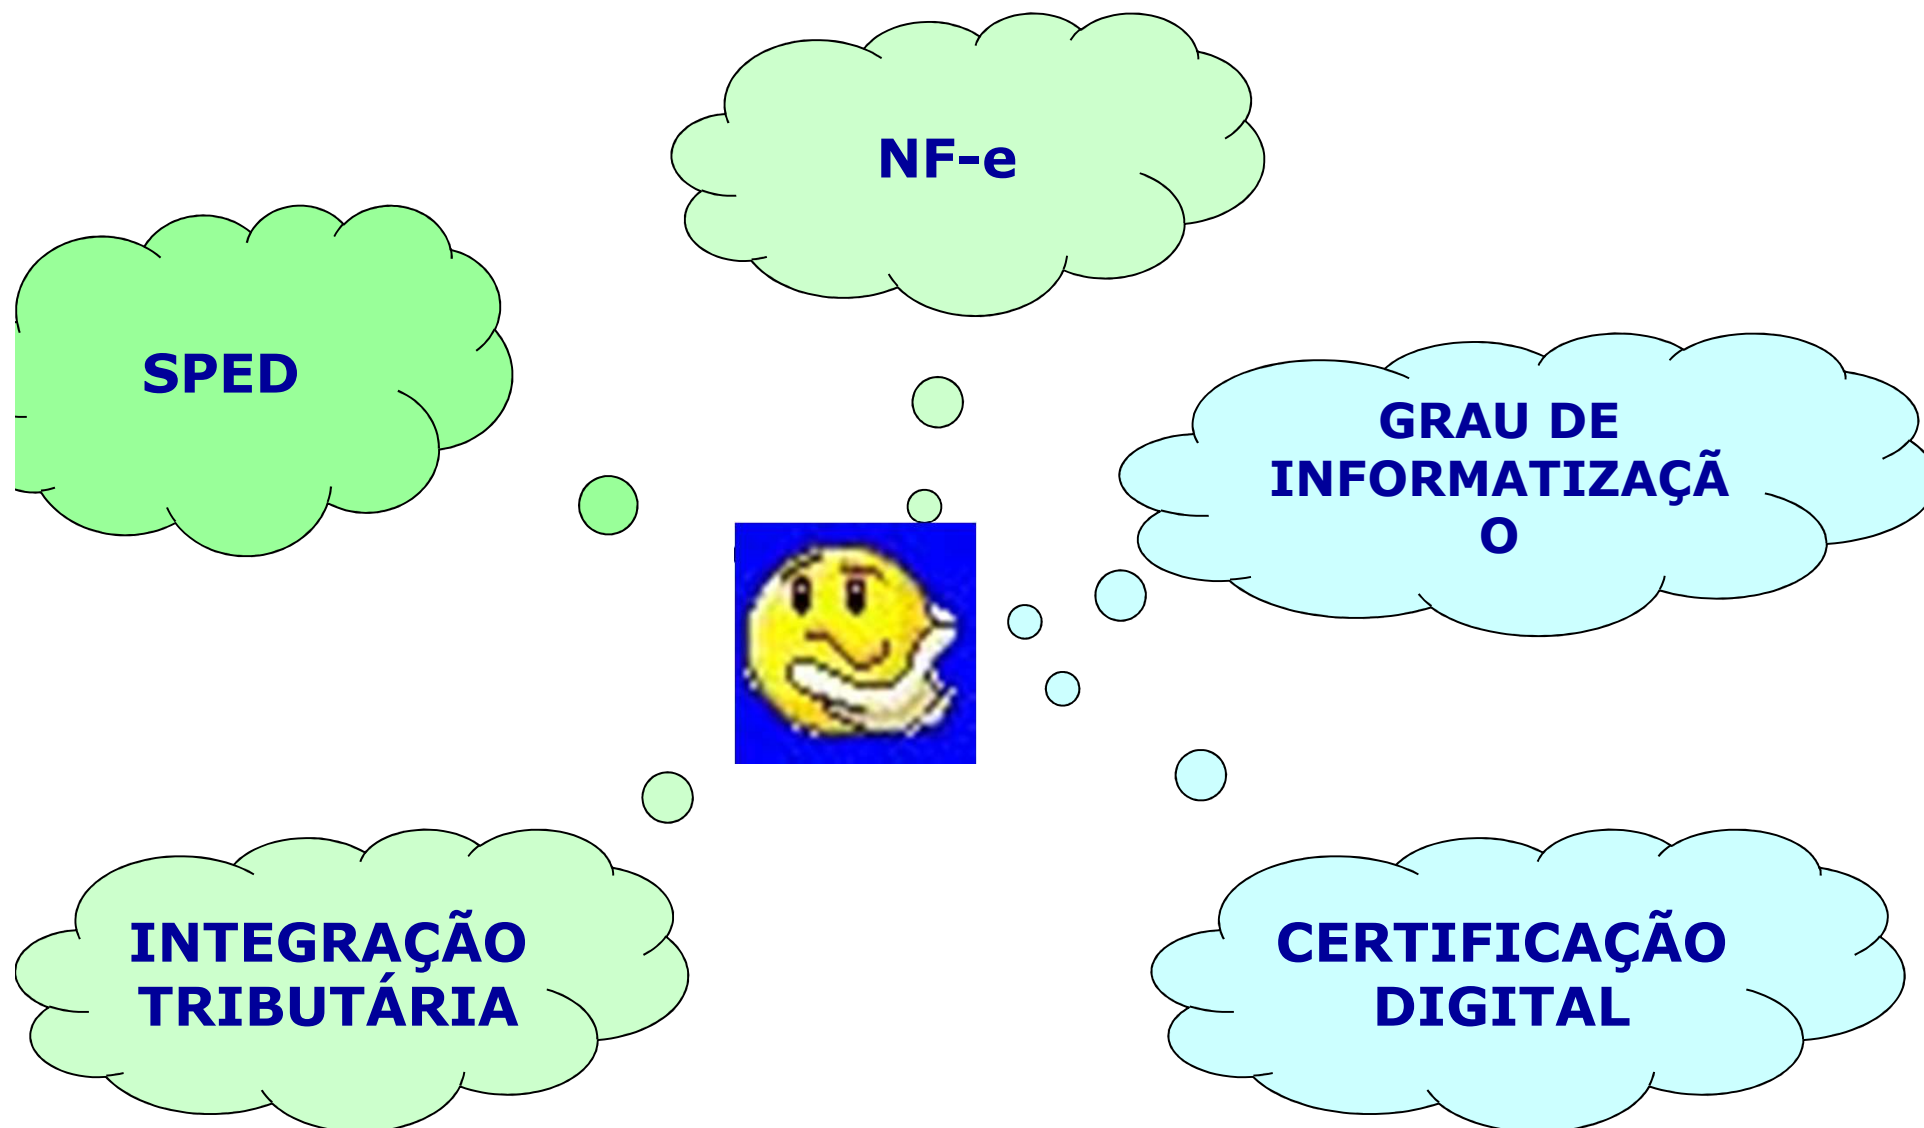 NF-e
SPED
GRAU DE
INFORMATIZAÇÃ
O
INTEGRAÇÃO
TRIBUTÁRIA
CERTIFICAÇÃO
DIGITAL